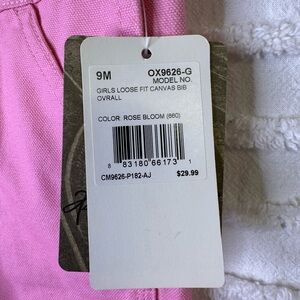 9M OX9626-G
MODEL NO.
GIRLS LOOSE FIT CANVAS BIB
OVRALL
COLOR: ROSE BLOOM (660)
8 83180 66173 1
CM9626-P182-AJ $29.99